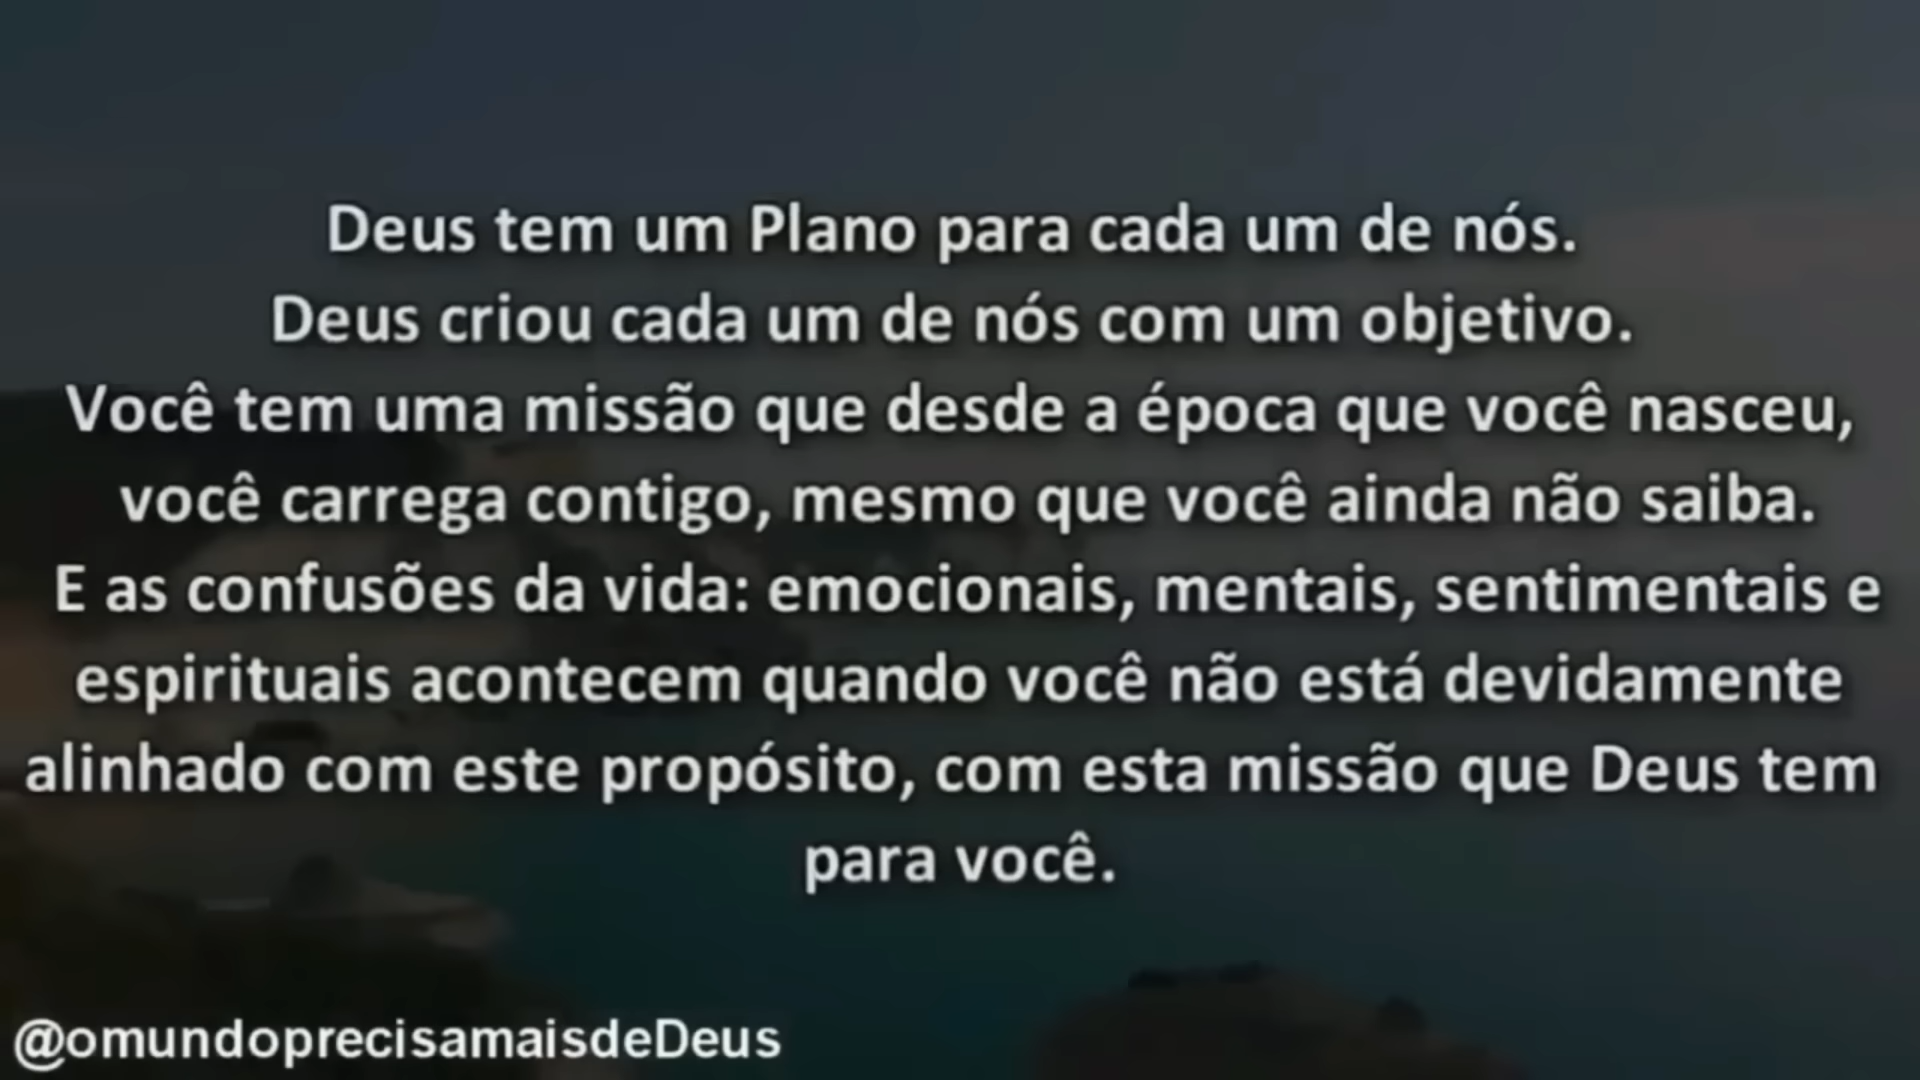 Deus tem um Plano para cada um de nós.
Deus criou cada um de nós com um objetivo.
Você tem uma missão que desde a época que você nasceu,
você carrega contigo, mesmo que você ainda não saiba.
E as confusões da vida: emocionais, mentais, sentimentais e
espirituais acontecem quando você não está devidamente
alinhado com este propósito, com esta missão que Deus tem
para você.
@omundoprecisamaisdeDeus